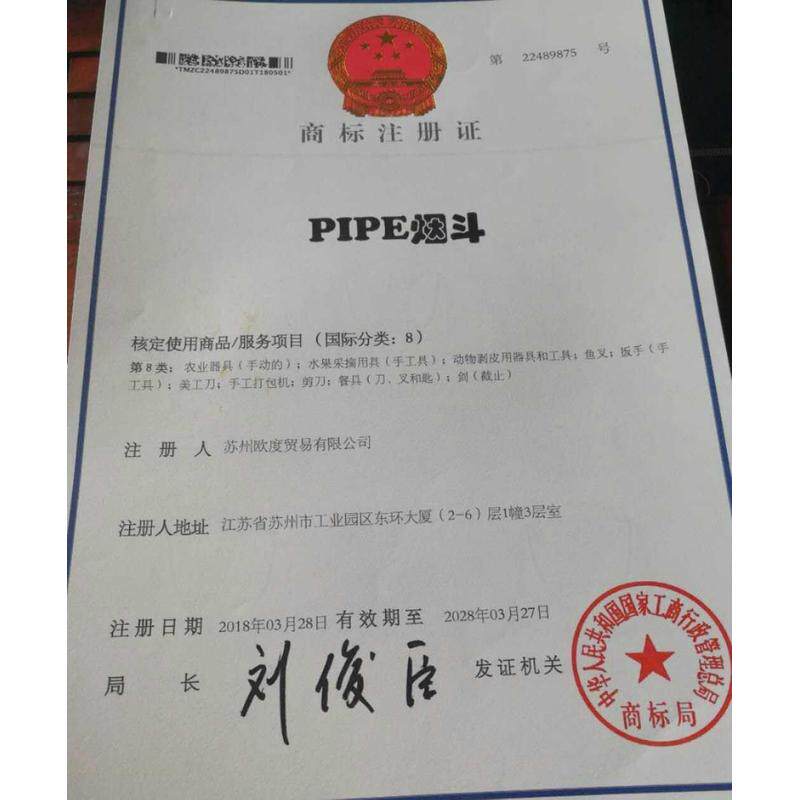 *TMZC22489875D01T180501*
第 22489875 号
商标注册证
PIPE烟斗
核定使用商品/服务项目（国际分类：8）
第8类：农业器具（手动的）；水果采摘用具（手工具）；动物剥皮用器具和工具；鱼叉；扳手（手
工具）；美工刀；手工打包机；剪刀；餐具（刀、叉和匙）；剑（截止）
注 册 人 苏州欧度贸易有限公司
注册人地址 江苏省苏州市工业园区东环大厦（2-6）层1幢3层室
注册日期 2018年03月28日 有效期至 2028年03月27日
局 长 刘俊臣 发证机关
中华人民共和国国家工商行政管理总局
商标局